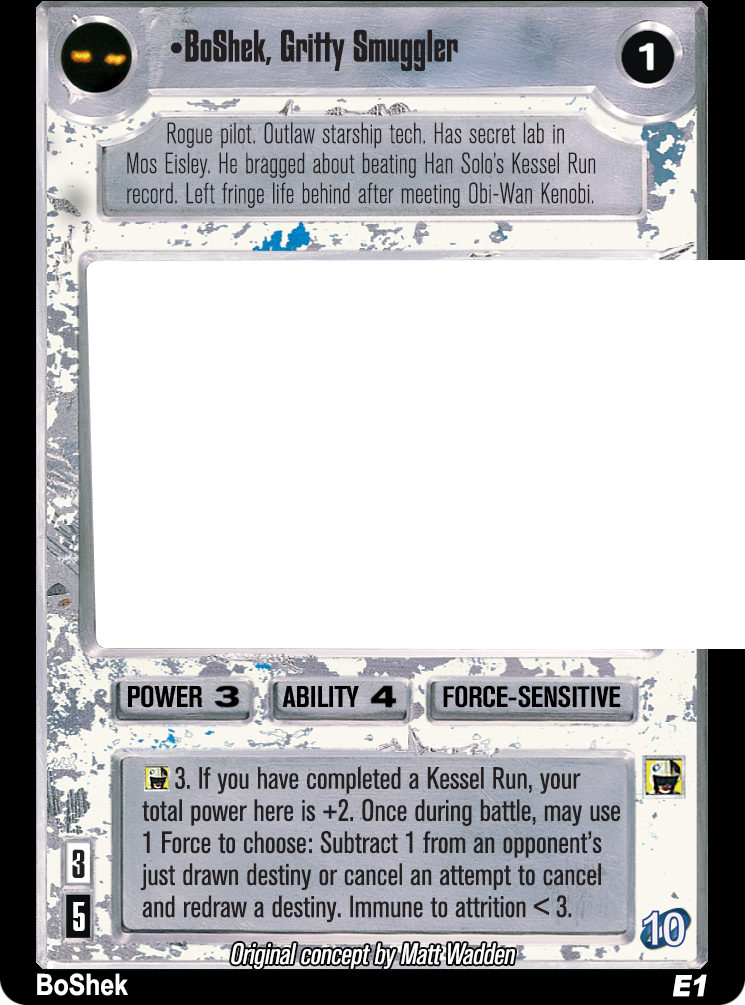 •BoShek, Gritty Smuggler
1
Rogue pilot. Outlaw starship tech. Has secret lab in
Mos Eisley. He bragged about beating Han Solo's Kessel Run
record. Left fringe life behind after meeting Obi-Wan Kenobi.
POWER 3 ABILITY 4 FORCE-SENSITIVE
3. If you have completed a Kessel Run, your
total power here is +2. Once during battle, may use
1 Force to choose: Subtract 1 from an opponent's
just drawn destiny or cancel an attempt to cancel
and redraw a destiny. Immune to attrition < 3.
3
5
10
Original concept by Matt Wadden
BoShek E1